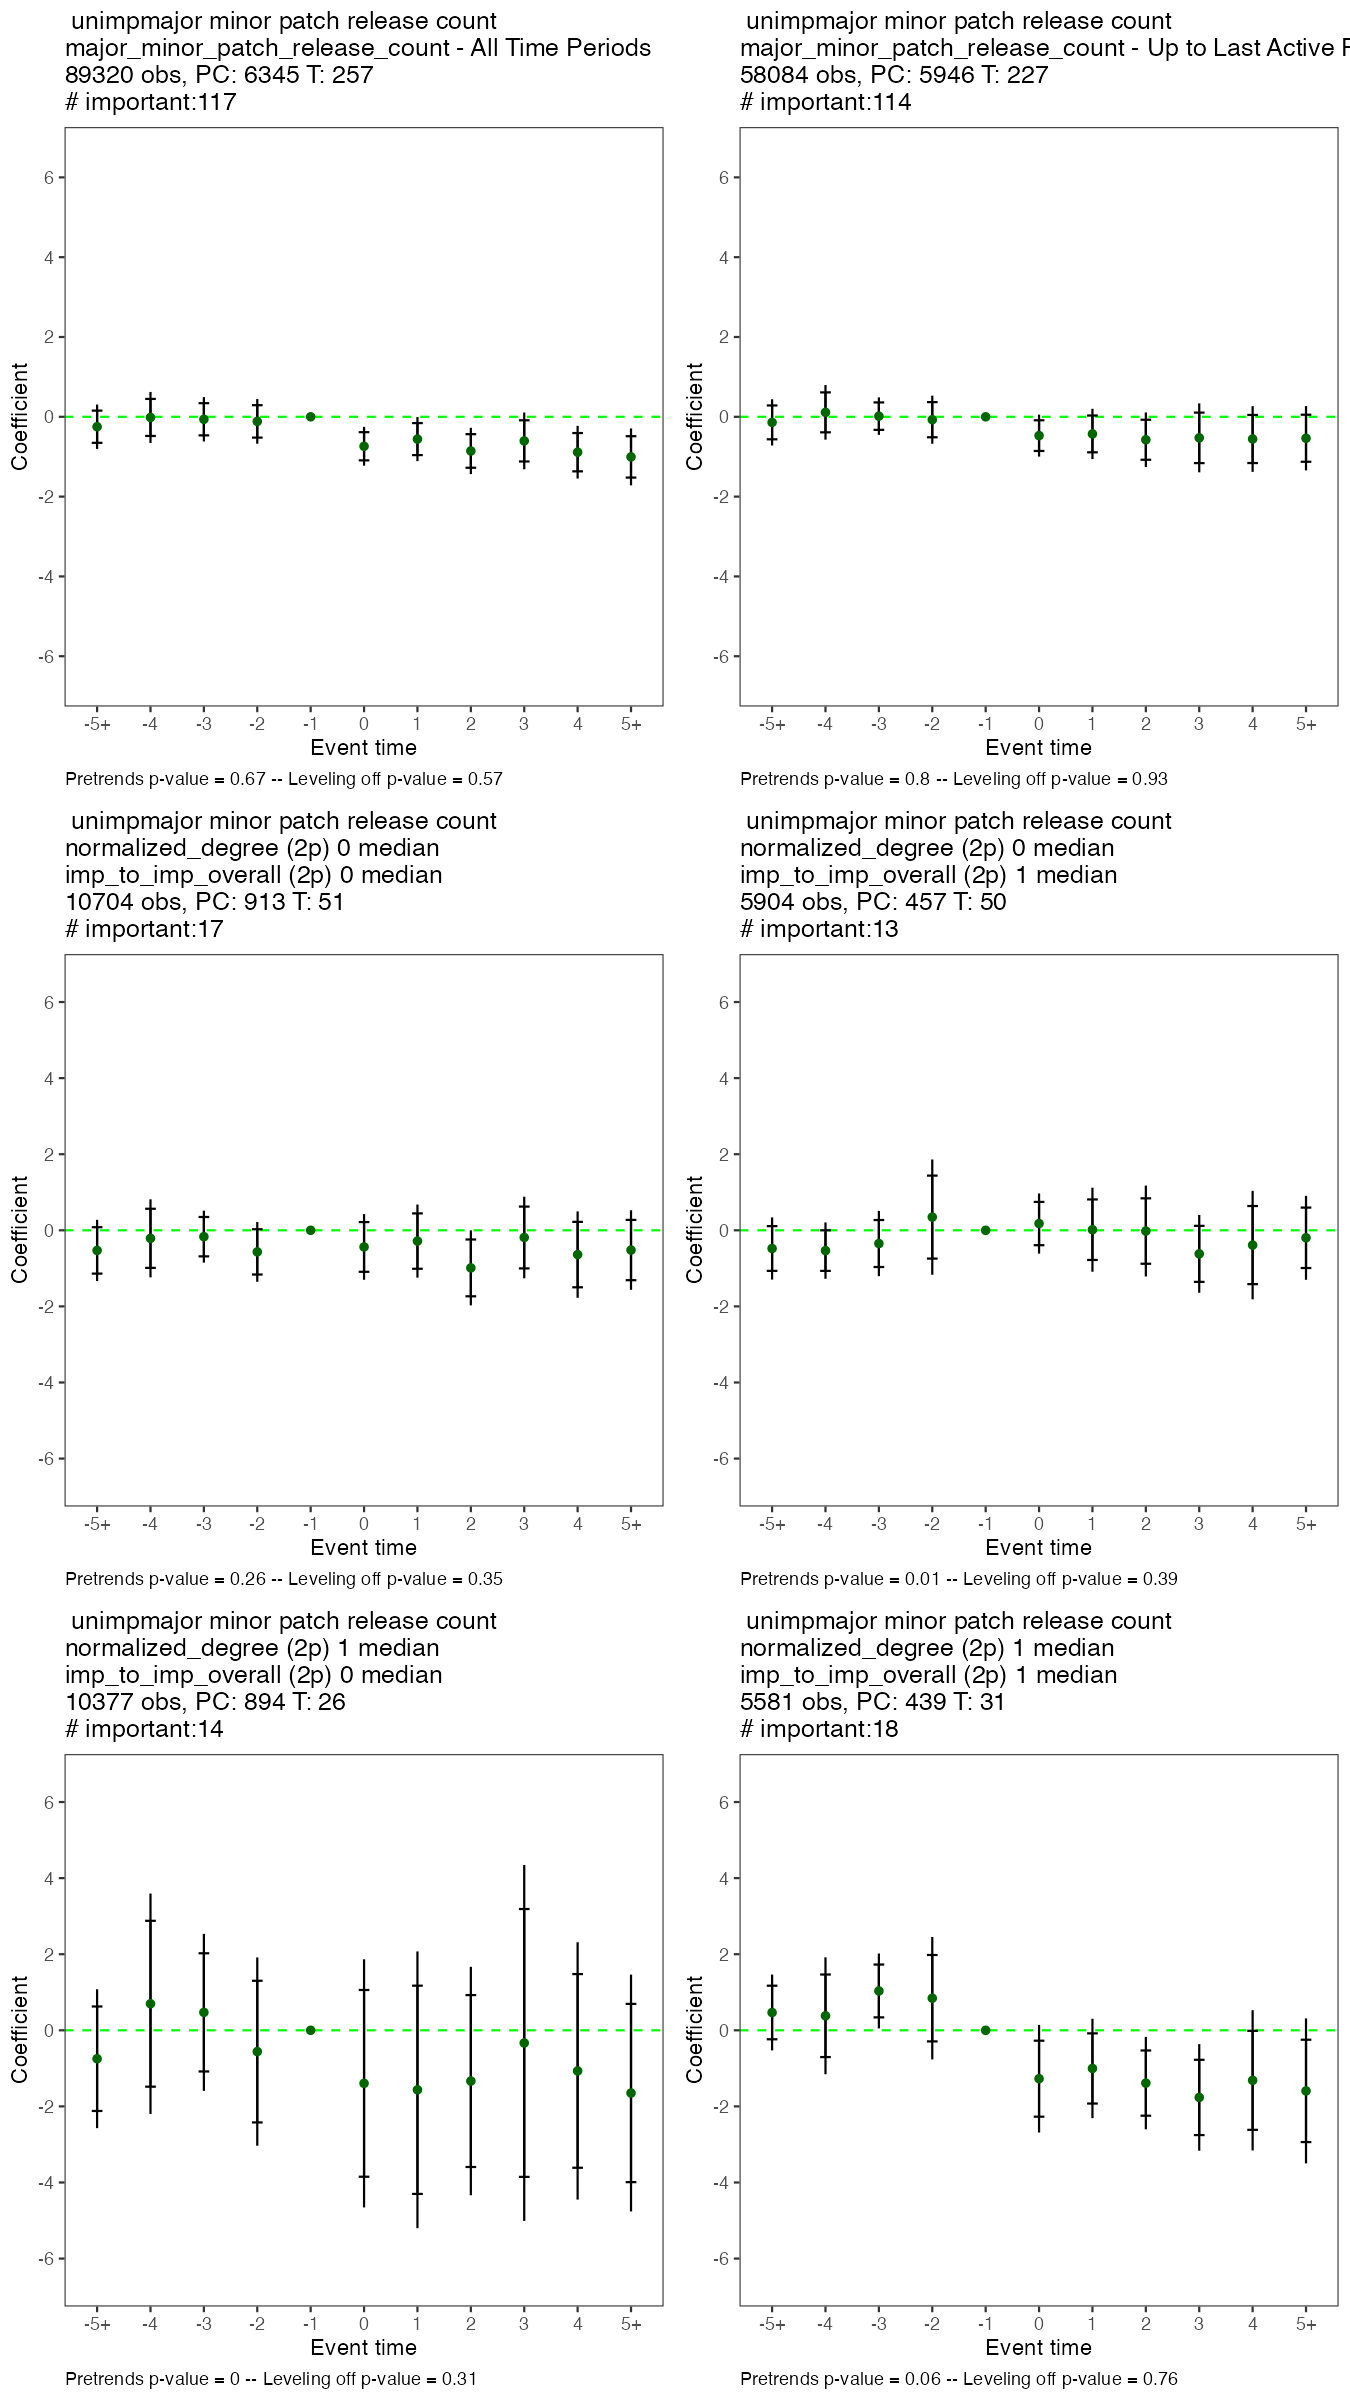 unimpmajor minor patch release count
major_minor_patch_release_count - All Time Periods
89320 obs, PC: 6345 T: 257
# important:117
6
4
2
0
-2
-4
-6
Coefficient
-5+ -4 -3 -2 -1 0 1 2 3 4 5+
Event time
Pretrends p-value = 0.67 -- Leveling off p-value = 0.57
unimpmajor minor patch release count
major_minor_patch_release_count - Up to Last Active
58084 obs, PC: 5946 T: 227
# important:114
6
4
2
0
-2
-4
-6
Coefficient
-5+ -4 -3 -2 -1 0 1 2 3 4 5+
Event time
Pretrends p-value = 0.8 -- Leveling off p-value = 0.93
unimpmajor minor patch release count
normalized_degree (2p) 0 median
imp_to_imp_overall (2p) 0 median
10704 obs, PC: 913 T: 51
# important:17
6
4
2
0
-2
-4
-6
Coefficient
-5+ -4 -3 -2 -1 0 1 2 3 4 5+
Event time
Pretrends p-value = 0.26 -- Leveling off p-value = 0.35
unimpmajor minor patch release count
normalized_degree (2p) 0 median
imp_to_imp_overall (2p) 1 median
5904 obs, PC: 457 T: 50
# important:13
6
4
2
0
-2
-4
-6
Coefficient
-5+ -4 -3 -2 -1 0 1 2 3 4 5+
Event time
Pretrends p-value = 0.01 -- Leveling off p-value = 0.39
unimpmajor minor patch release count
normalized_degree (2p) 1 median
imp_to_imp_overall (2p) 0 median
10377 obs, PC: 894 T: 26
# important:14
6
4
2
0
-2
-4
-6
Coefficient
-5+ -4 -3 -2 -1 0 1 2 3 4 5+
Event time
Pretrends p-value = 0 -- Leveling off p-value = 0.31
unimpmajor minor patch release count
normalized_degree (2p) 1 median
imp_to_imp_overall (2p) 1 median
5581 obs, PC: 439 T: 31
# important:18
6
4
2
0
-2
-4
-6
Coefficient
-5+ -4 -3 -2 -1 0 1 2 3 4 5+
Event time
Pretrends p-value = 0.06 -- Leveling off p-value = 0.76